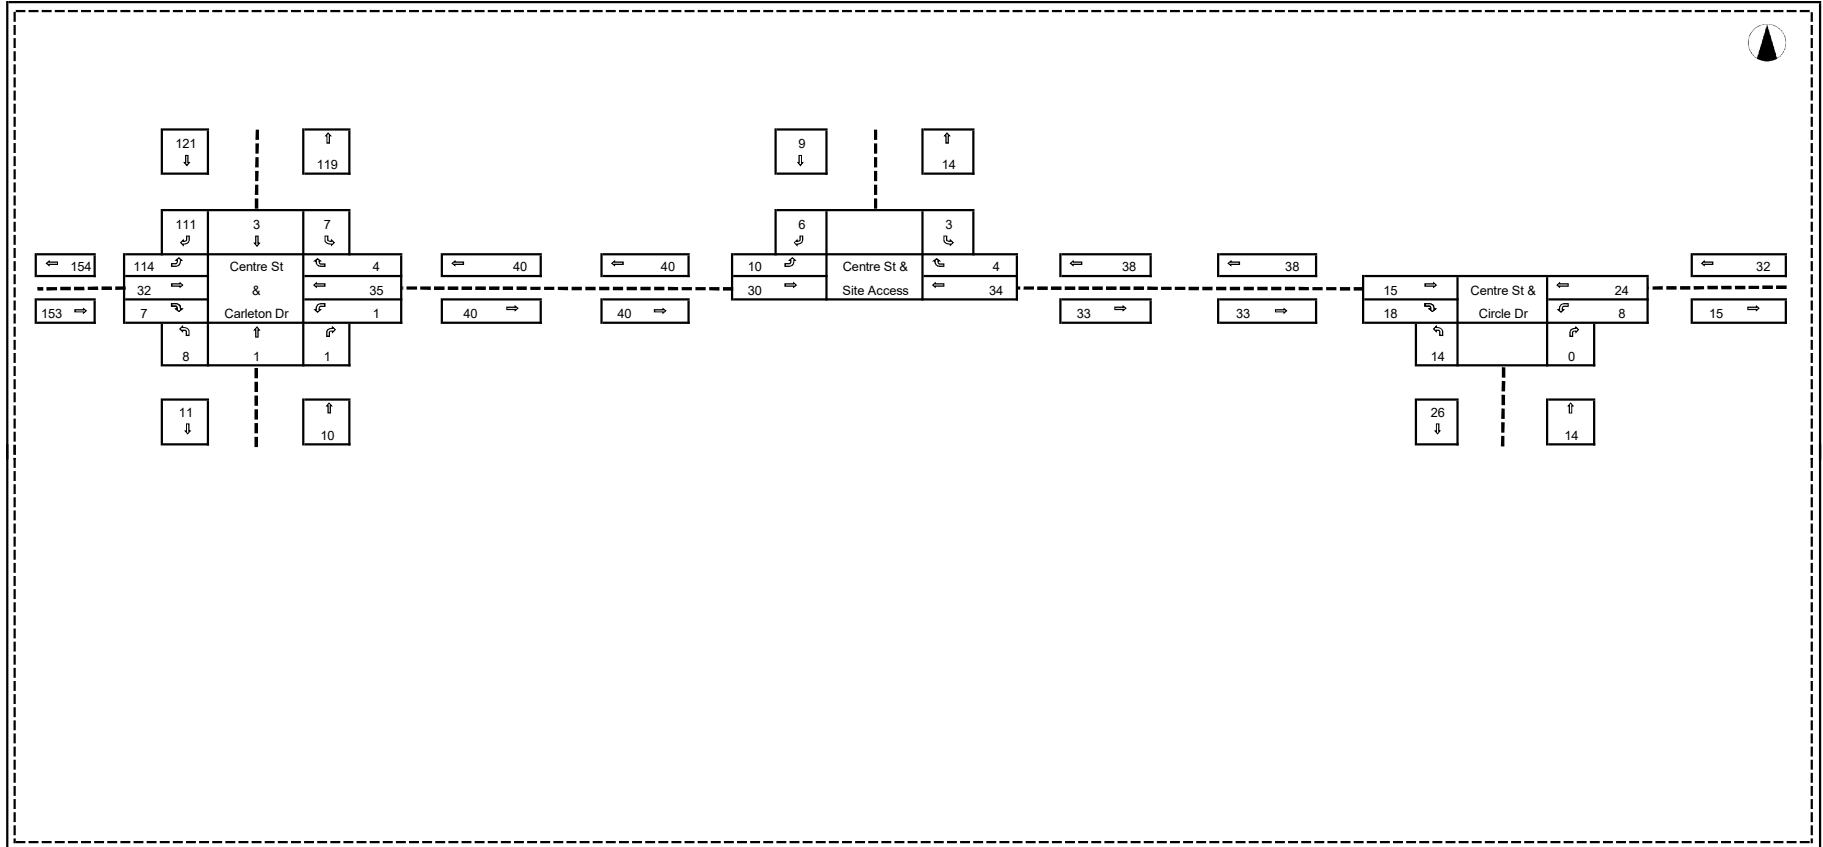 121 119 9 14
111 3 7 6 3
154 114 Centre St 4 40 40 10 Centre St & 4 38 38 32
32 & 35 30 Site Access 34 15 Centre St & 24
153 7 Carleton Dr 1 40 40 33 33 18 Circle Dr 8 15
8 1 1 14 0
11 10 26 14